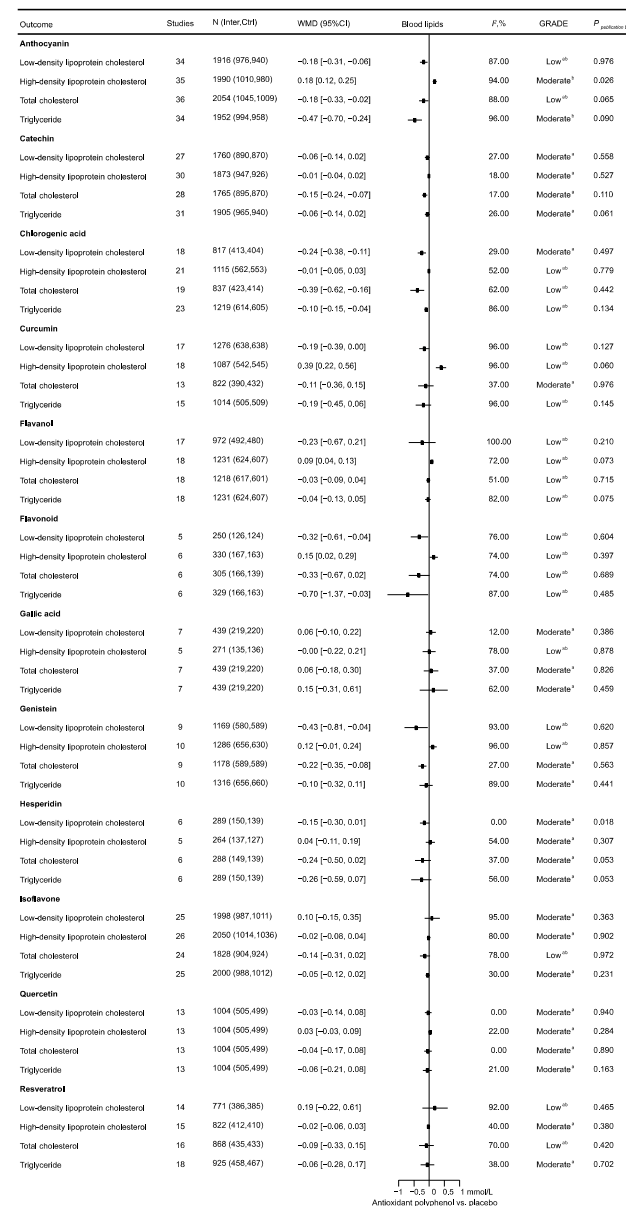 Outcome Studies N (Inter,Ctrl) WMD (95%CI) Blood lipids I²,% GRADE P publication
Anthocyanin
Low-density lipoprotein cholesterol 34 1916 (976,940) −0.18 [−0.31, −0.06] 87.00 Low ab 0.976
High-density lipoprotein cholesterol 35 1990 (1010,980) 0.18 [0.12, 0.25] 94.00 Moderate a 0.026
Total cholesterol 36 2054 (1045,1009) −0.18 [−0.33, −0.02] 88.00 Low ab 0.065
Triglyceride 34 1952 (994,958) −0.47 [−0.70, −0.24] 96.00 Moderate a 0.090
Catechin
Low-density lipoprotein cholesterol 27 1760 (890,870) −0.06 [−0.14, 0.02] 27.00 Moderate a 0.558
High-density lipoprotein cholesterol 30 1873 (947,926) −0.01 [−0.04, 0.02] 18.00 Moderate a 0.527
Total cholesterol 28 1765 (895,870) −0.15 [−0.24, −0.07] 17.00 Moderate a 0.110
Triglyceride 31 1905 (965,940) −0.06 [−0.14, 0.02] 26.00 Moderate a 0.061
Chlorogenic acid
Low-density lipoprotein cholesterol 18 817 (413,404) −0.24 [−0.38, −0.11] 29.00 Moderate a 0.497
High-density lipoprotein cholesterol 21 1115 (562,553) −0.01 [−0.05, 0.03] 52.00 Low ab 0.779
Total cholesterol 19 837 (423,414) −0.39 [−0.62, −0.16] 62.00 Low ab 0.442
Triglyceride 23 1219 (614,605) −0.10 [−0.15, −0.04] 86.00 Low ab 0.134
Curcumin
Low-density lipoprotein cholesterol 17 1276 (638,638) −0.19 [−0.39, 0.00] 96.00 Low ab 0.127
High-density lipoprotein cholesterol 18 1087 (542,545) 0.39 [0.22, 0.56] 96.00 Low ab 0.060
Total cholesterol 13 822 (390,432) −0.11 [−0.36, 0.15] 37.00 Moderate a 0.976
Triglyceride 15 1014 (505,509) −0.19 [−0.45, 0.06] 96.00 Low ab 0.145
Flavanol
Low-density lipoprotein cholesterol 17 972 (492,480) −0.23 [−0.67, 0.21] 100.00 Low ab 0.210
High-density lipoprotein cholesterol 18 1231 (624,607) 0.09 [0.04, 0.13] 72.00 Low ab 0.073
Total cholesterol 18 1218 (617,601) −0.03 [−0.09, 0.04] 51.00 Low ab 0.715
Triglyceride 18 1231 (624,607) −0.04 [−0.13, 0.05] 82.00 Low ab 0.075
Flavonoid
Low-density lipoprotein cholesterol 5 250 (126,124) −0.32 [−0.61, −0.04] 76.00 Low ab 0.604
High-density lipoprotein cholesterol 6 330 (167,163) 0.15 [0.02, 0.29] 74.00 Low ab 0.397
Total cholesterol 6 305 (166,139) −0.33 [−0.67, 0.02] 74.00 Low ab 0.689
Triglyceride 6 329 (166,163) −0.70 [−1.37, −0.03] 87.00 Low ab 0.485
Gallic acid
Low-density lipoprotein cholesterol 7 439 (219,220) 0.06 [−0.10, 0.22] 12.00 Moderate a 0.386
High-density lipoprotein cholesterol 5 271 (135,136) −0.00 [−0.22, 0.21] 78.00 Low ab 0.878
Total cholesterol 7 439 (219,220) 0.06 [−0.18, 0.30] 37.00 Moderate a 0.826
Triglyceride 7 439 (219,220) 0.15 [−0.31, 0.61] 62.00 Moderate a 0.459
Genistein
Low-density lipoprotein cholesterol 9 1169 (580,589) −0.43 [−0.81, −0.04] 93.00 Low ab 0.620
High-density lipoprotein cholesterol 10 1286 (656,630) 0.12 [−0.01, 0.24] 96.00 Low ab 0.857
Total cholesterol 9 1178 (589,589) −0.22 [−0.35, −0.08] 27.00 Moderate a 0.563
Triglyceride 10 1316 (656,660) −0.10 [−0.32, 0.11] 89.00 Moderate a 0.441
Hesperidin
Low-density lipoprotein cholesterol 6 289 (150,139) −0.15 [−0.30, 0.01] 0.00 Moderate a 0.018
High-density lipoprotein cholesterol 5 264 (137,127) 0.04 [−0.11, 0.19] 54.00 Moderate a 0.307
Total cholesterol 6 288 (149,139) −0.24 [−0.50, 0.02] 37.00 Moderate a 0.053
Triglyceride 6 289 (150,139) −0.26 [−0.59, 0.07] 56.00 Moderate a 0.053
Isoflavone
Low-density lipoprotein cholesterol 25 1998 (987,1011) 0.10 [−0.15, 0.35] 95.00 Moderate a 0.363
High-density lipoprotein cholesterol 26 2050 (1014,1036) −0.02 [−0.08, 0.04] 80.00 Moderate a 0.902
Total cholesterol 24 1828 (904,924) −0.14 [−0.31, 0.02] 78.00 Low ab 0.972
Triglyceride 25 2000 (988,1012) −0.05 [−0.12, 0.02] 30.00 Moderate a 0.231
Quercetin
Low-density lipoprotein cholesterol 13 1004 (505,499) −0.03 [−0.14, 0.08] 0.00 Moderate a 0.940
High-density lipoprotein cholesterol 13 1004 (505,499) 0.03 [−0.03, 0.09] 22.00 Moderate a 0.284
Total cholesterol 13 1004 (505,499) −0.04 [−0.17, 0.08] 0.00 Moderate a 0.890
Triglyceride 13 1004 (505,499) −0.06 [−0.21, 0.08] 21.00 Moderate a 0.163
Resveratrol
Low-density lipoprotein cholesterol 14 771 (386,385) 0.19 [−0.22, 0.61] 92.00 Low ab 0.465
High-density lipoprotein cholesterol 15 822 (412,410) −0.02 [−0.06, 0.03] 40.00 Moderate a 0.380
Total cholesterol 16 868 (435,433) −0.09 [−0.33, 0.15] 70.00 Low ab 0.420
Triglyceride 18 925 (458,467) −0.06 [−0.28, 0.17] 38.00 Moderate a 0.702
−1 −0.5 0 0.5 1 mmol/L
Antioxidant polyphenol vs. placebo